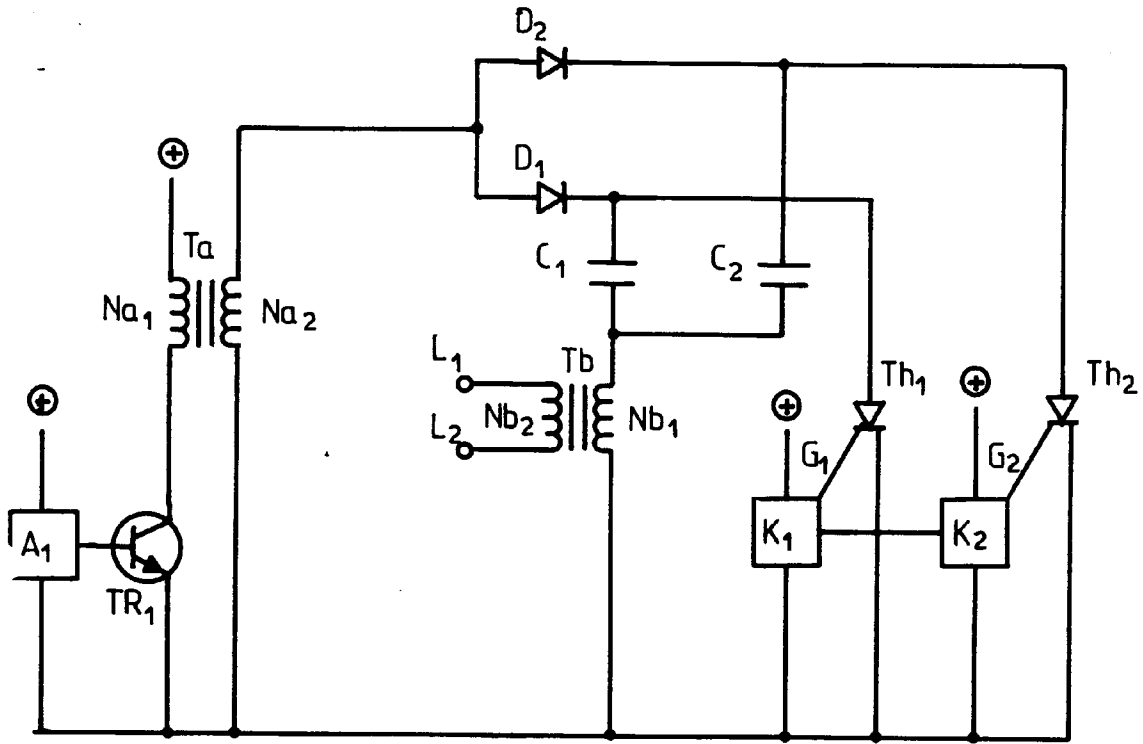 D₂
⊕
D₁
Ta
C₁
C₂
Na₁
Na₂
L₁
Tb
Th₁
⊕
Th₂
⊕
⊕
Nb₂
Nb₁
L₂
G₁
G₂
A₁
K₁
K₂
TR₁